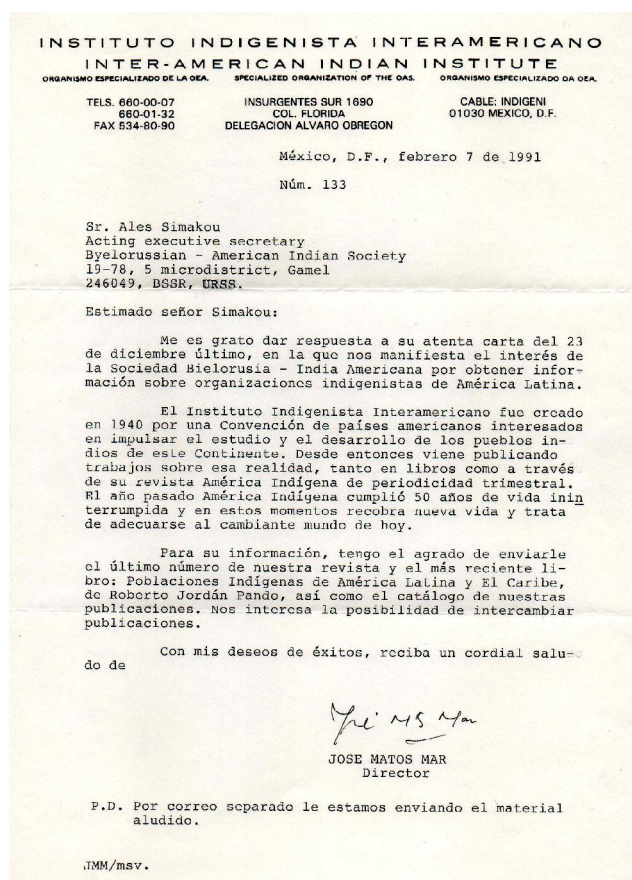 INSTITUTO INDIGENISTA INTERAMERICANO
INTER-AMERICAN INDIAN INSTITUTE
ORGANISMO ESPECIALIZADO DE LA OEA. SPECIALIZED ORGANIZATION OF THE OAS. ORGANISMO ESPECIALIZADO DA OEA.
TELS. 660-00-07
660-01-32
FAX 534-80-90
INSURGENTES SUR 1690
COL. FLORIDA
DELEGACION ALVARO OBREGON
CABLE: INDIGENI
01030 MEXICO, D.F.
México, D.F., febrero 7 de 1991
Núm. 133
Sr. Ales Simakou
Acting executive secretary
Byelorussian - American Indian Society
19-78, 5 microdistrict, Gamel
246049, BSSR, URSS.
Estimado señor Simakou:
Me es grato dar respuesta a su atenta carta del 23
de diciembre último, en la que nos manifiesta el interés de
la Sociedad Bielorusia - India Americana por obtener infor-
mación sobre organizaciones indigenistas de América Latina.
El Instituto Indigenista Interamericano fue creado
en 1940 por una Convención de países americanos interesados
en impulsar el estudio y el desarrollo de los pueblos in-
dios de este Continente. Desde entonces viene publicando
trabajos sobre esa realidad, tanto en libros como a través
de su revista América Indígena de periodicidad trimestral.
El año pasado América Indígena cumplió 50 años de vida inin
terrumpida y en estos momentos recobra nueva vida y trata
de adecuarse al cambiante mundo de hoy.
Para su información, tengo el agrado de enviarle
el último número de nuestra revista y el más reciente li-
bro: Poblaciones Indígenas de América Latina y El Caribe,
de Roberto Jordán Pando, así como el catálogo de nuestras
publicaciones. Nos interesa la posibilidad de intercambiar
publicaciones.
Con mis deseos de éxitos, reciba un cordial salu-
do de
JOSE MATOS MAR
Director
P.D. Por correo separado le estamos enviando el material
aludido.
JMM/msv.